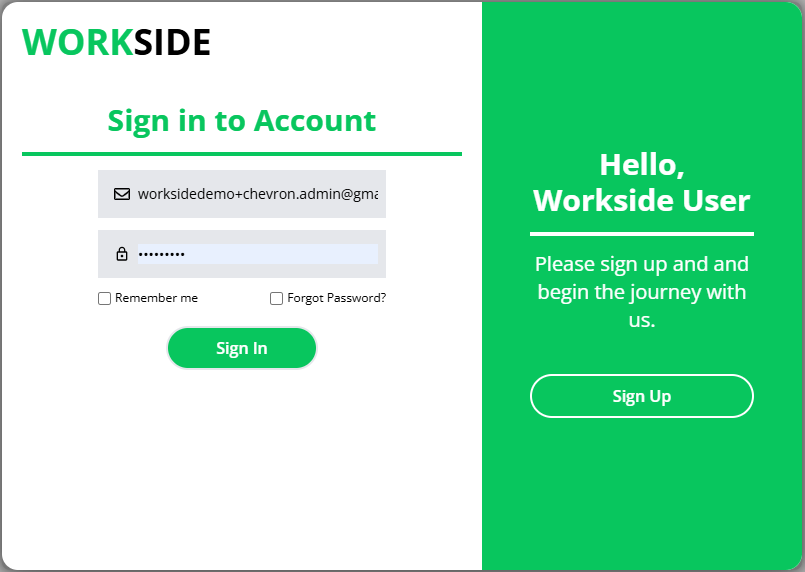 WORKSIDE
Sign in to Account
worksidedemo+chevron.admin@gma
•••••••••
Remember me
Forgot Password?
Sign In
Hello,
Workside User
Please sign up and and
begin the journey with
us.
Sign Up